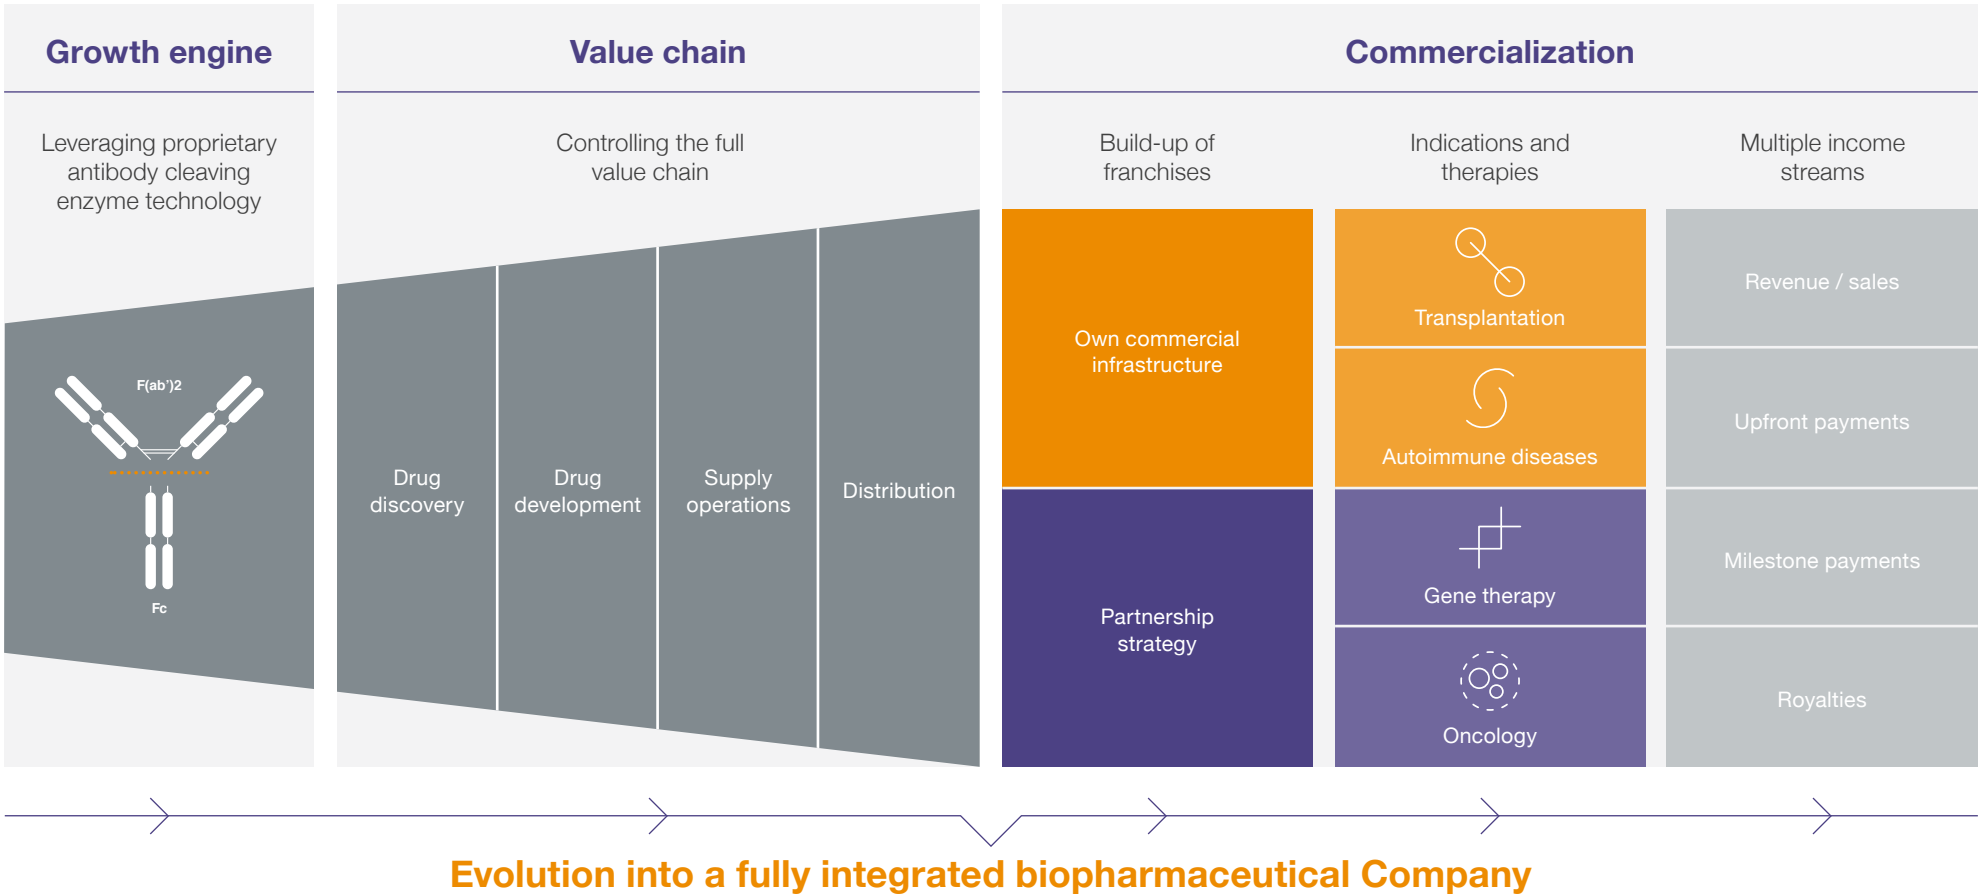 Growth engine
Leveraging proprietary
antibody cleaving
enzyme technology
F(ab’)2
Fc
Value chain
Controlling the full
value chain
Drug
discovery
Drug
development
Supply
operations
Distribution
Commercialization
Build-up of
franchises
Own commercial
infrastructure
Partnership
strategy
Indications and
therapies
Transplantation
Autoimmune diseases
Gene therapy
Oncology
Multiple income
streams
Revenue / sales
Upfront payments
Milestone payments
Royalties
Evolution into a fully integrated biopharmaceutical Company